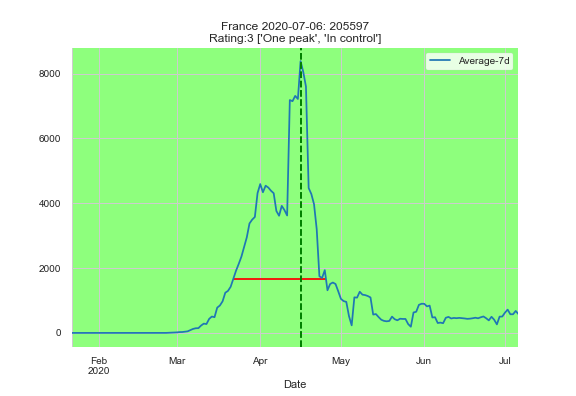 France 2020-07-06: 205597
Rating:3 ['One peak', 'In control']
Average-7d
8000
6000
4000
2000
0
Feb
2020
Mar
Apr
May
Jun
Jul
Date